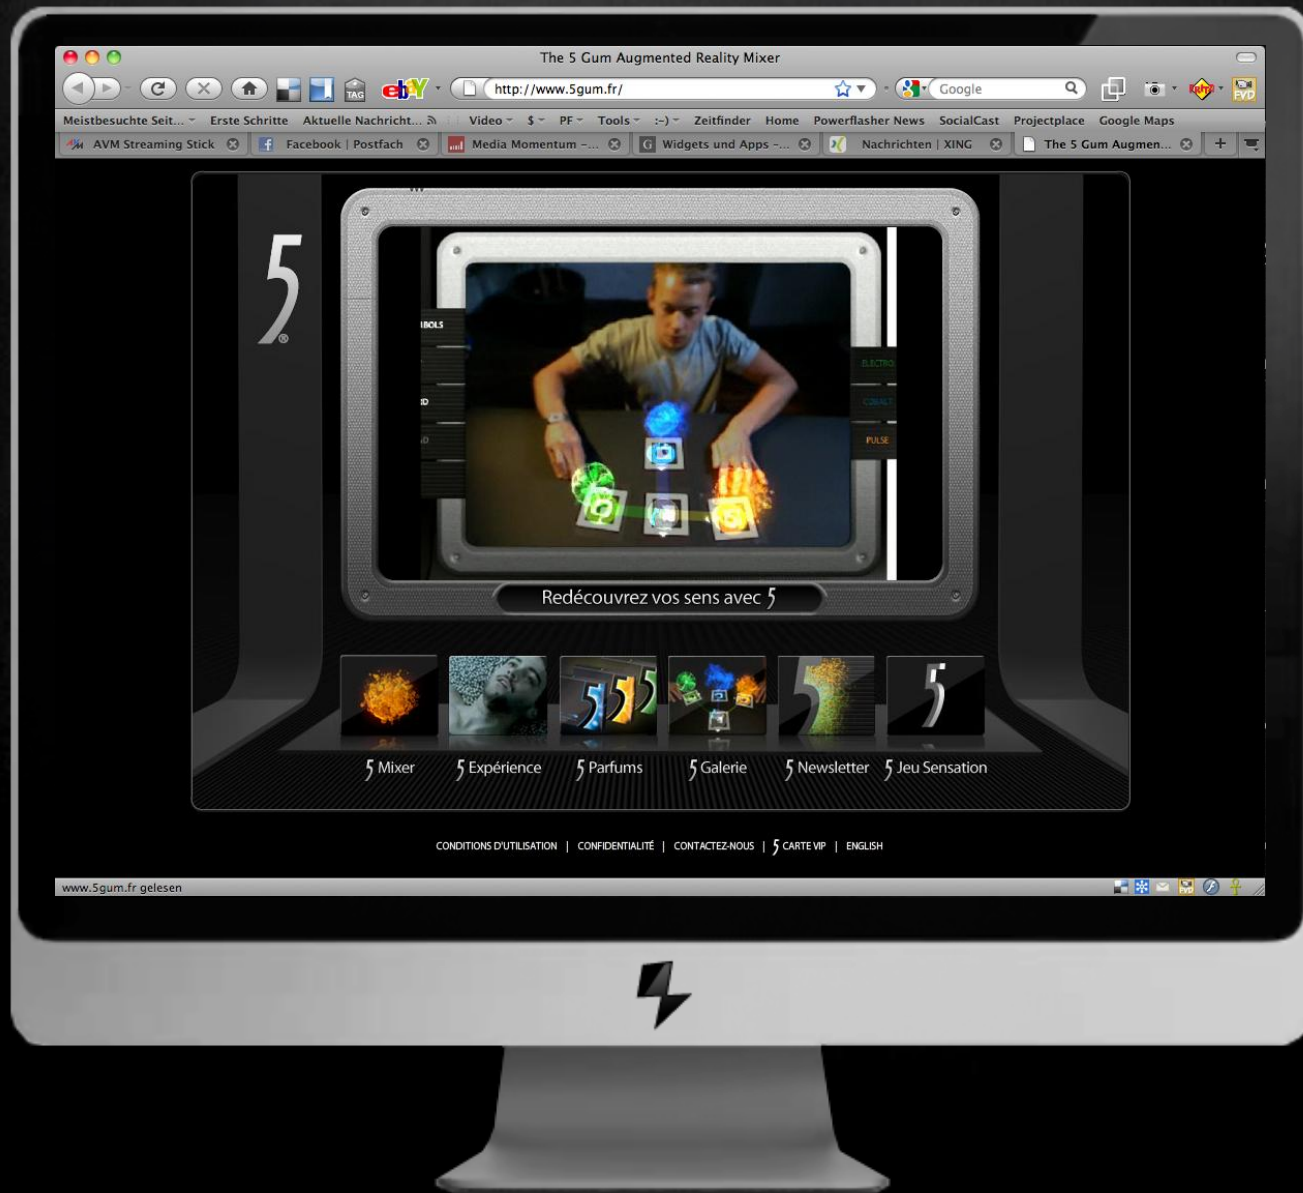 The 5 Gum Augmented Reality Mixer
TAG ebY http://www.5gum.fr/ Google FVD
Meistbesuchte Seit... Erste Schritte Aktuelle Nachricht... Video $ PF Tools :-) Zeitfinder Home Powerflasher News SocialCast Projectplace Google Maps
AVM Streaming Stick Facebook | Postfach Media Momentum –... Widgets und Apps –... Nachrichten | XING The 5 Gum Augmen...
5®
BOLS
ELECTRO
COBALT
PULSE
Redécouvrez vos sens avec 5
5 Mixer 5 Expérience 5 Parfums 5 Galerie 5 Newsletter 5 Jeu Sensation
CONDITIONS D'UTILISATION | CONFIDENTIALITÉ | CONTACTEZ-NOUS | 5 CARTE VIP | ENGLISH
www.5gum.fr gelesen